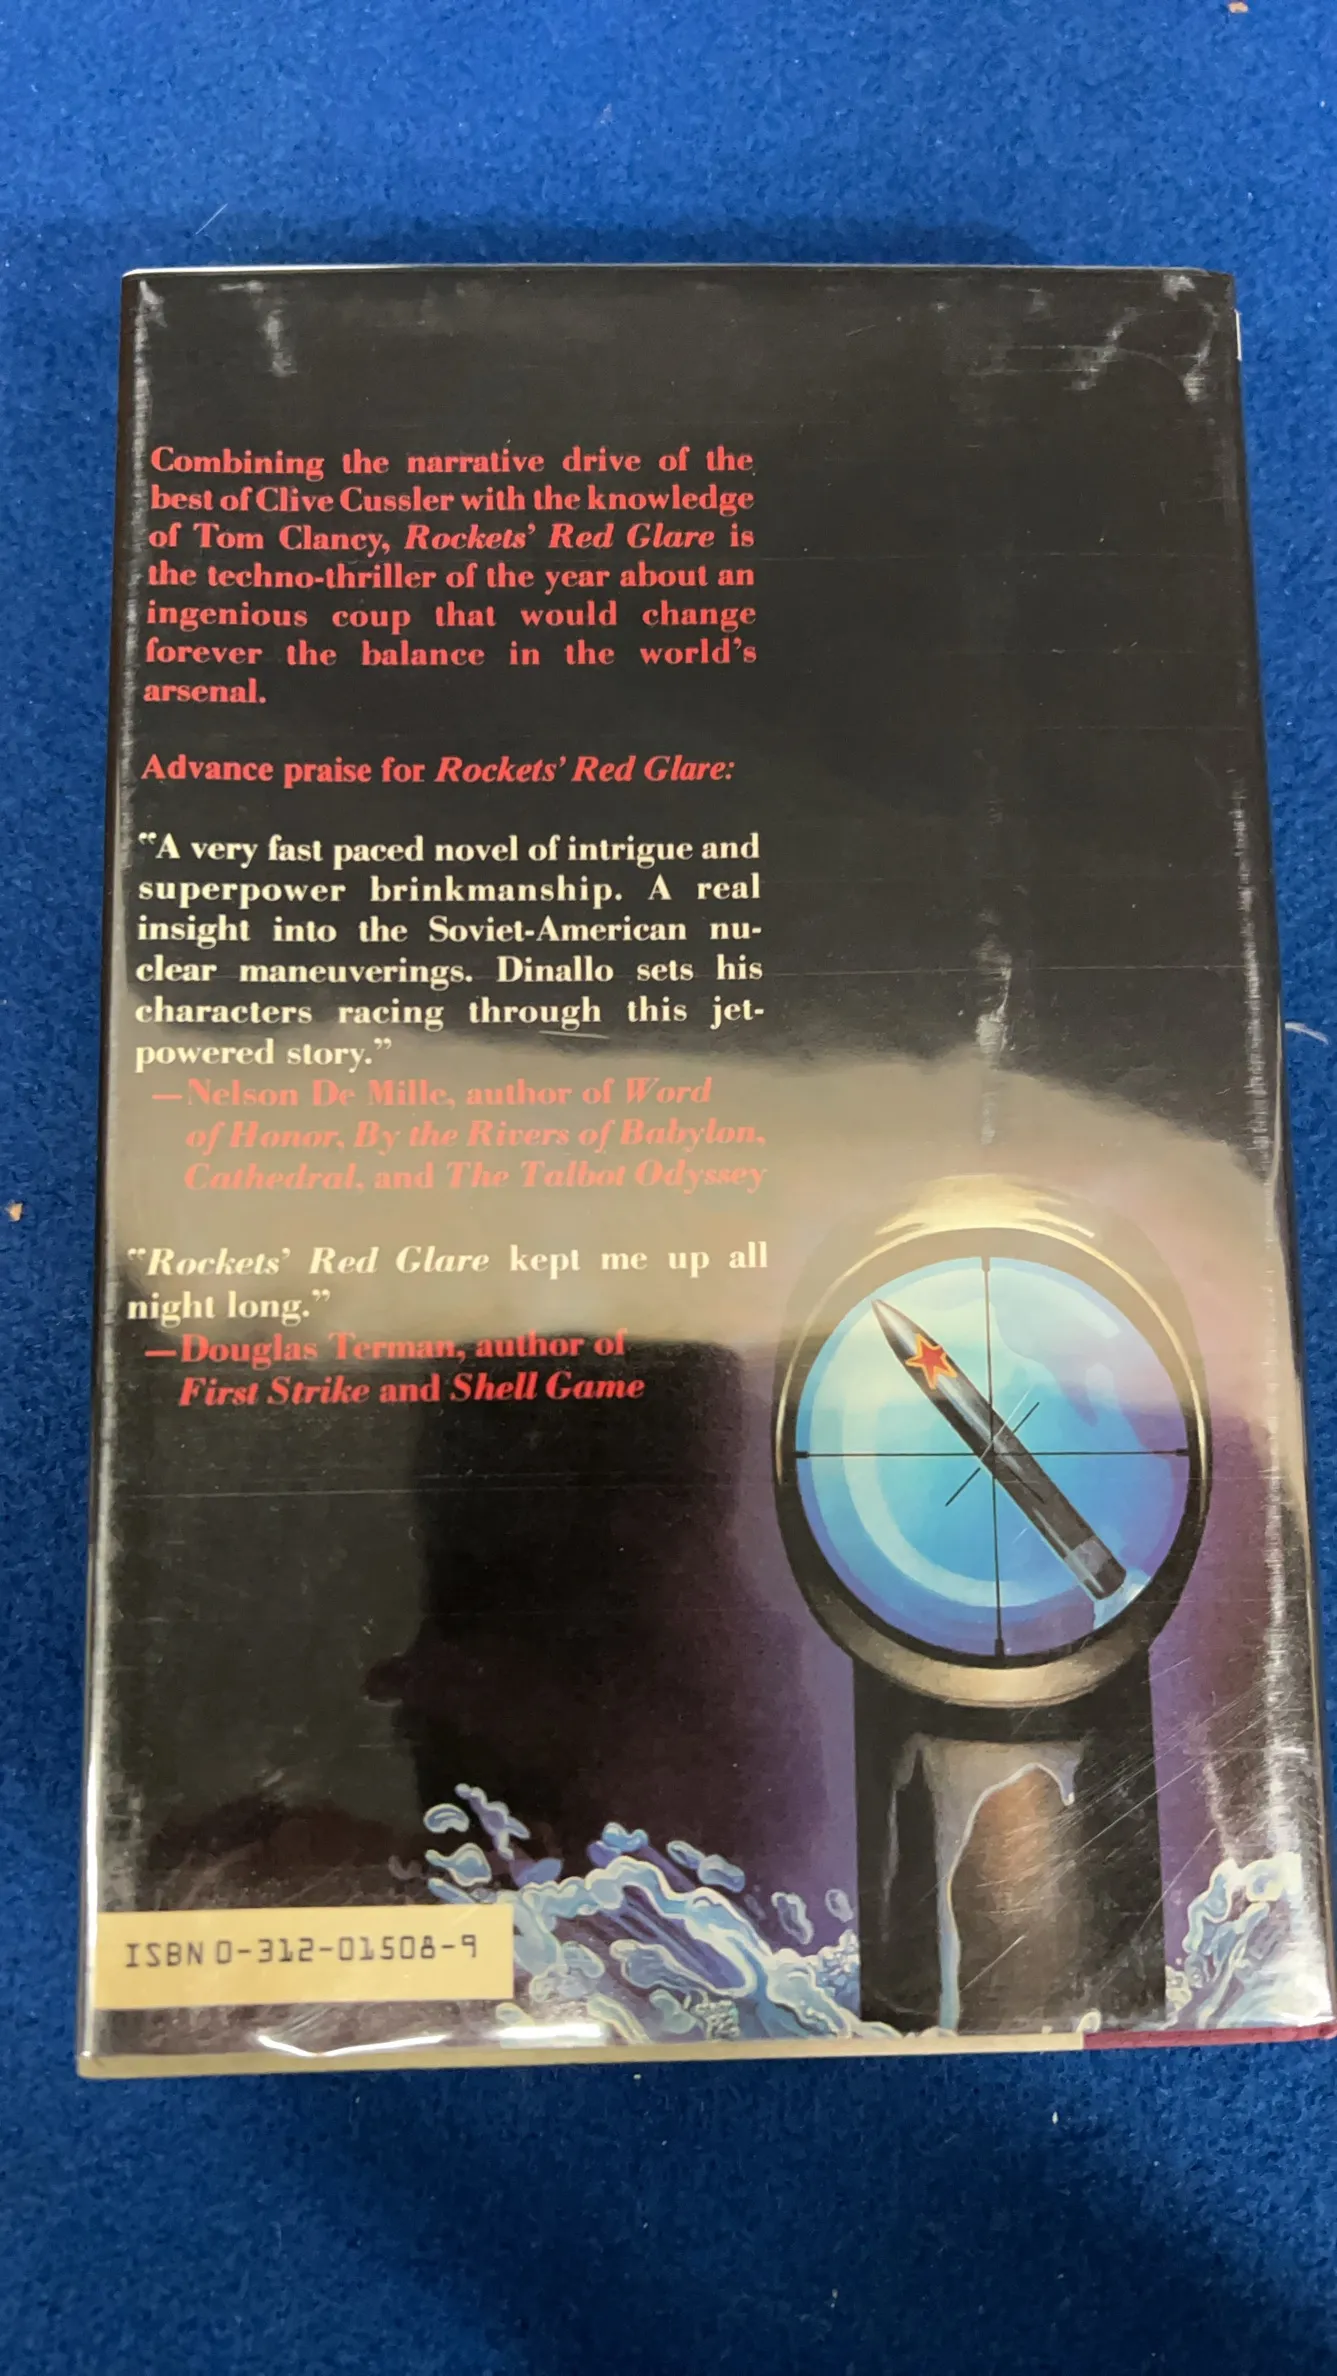 Combining the narrative drive of the
best of Clive Cussler with the knowledge
of Tom Clancy, Rockets' Red Glare is
the techno-thriller of the year about an
ingenious coup that would change
forever the balance in the world's
arsenal.
Advance praise for Rockets' Red Glare:
"A very fast paced novel of intrigue and
superpower brinkmanship. A real
insight into the Soviet-American nu-
clear maneuverings. Dinallo sets his
characters racing through this jet-
powered story."
—Nelson De Mille, author of Word
of Honor, By the Rivers of Babylon,
Cathedral, and The Talbot Odyssey
"Rockets' Red Glare kept me up all
night long."
—Douglas Terman, author of
First Strike and Shell Game
ISBN 0-312-01508-9